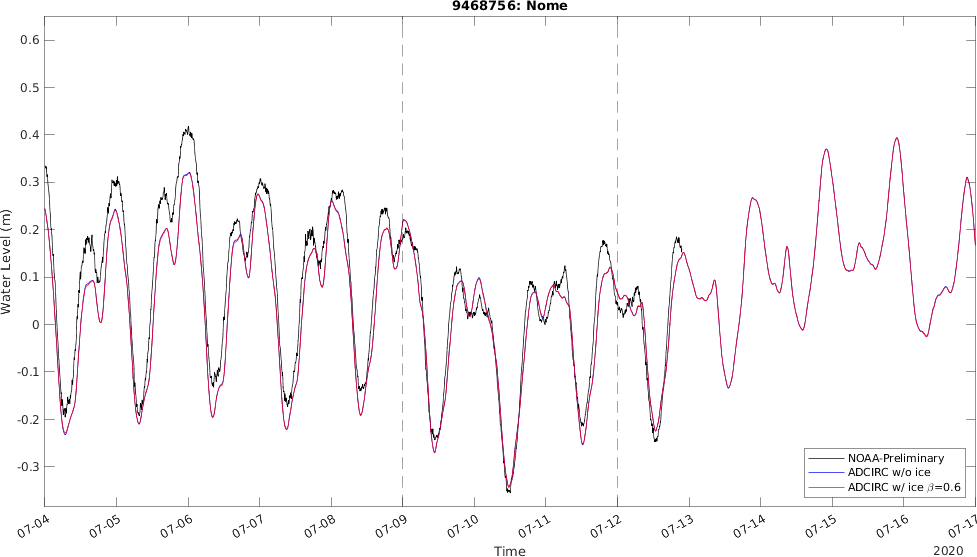 9468756: Nome
0.6
0.5
0.4
0.3
0.2
0.1
0
-0.1
-0.2
-0.3
Water Level (m)
NOAA-Preliminary
ADCIRC w/o ice
ADCIRC w/ ice β=0.6
07-04 07-05 07-06 07-07 07-08 07-09 07-10 07-11 07-12 07-13 07-14 07-15 07-16 07-1
Time
2020